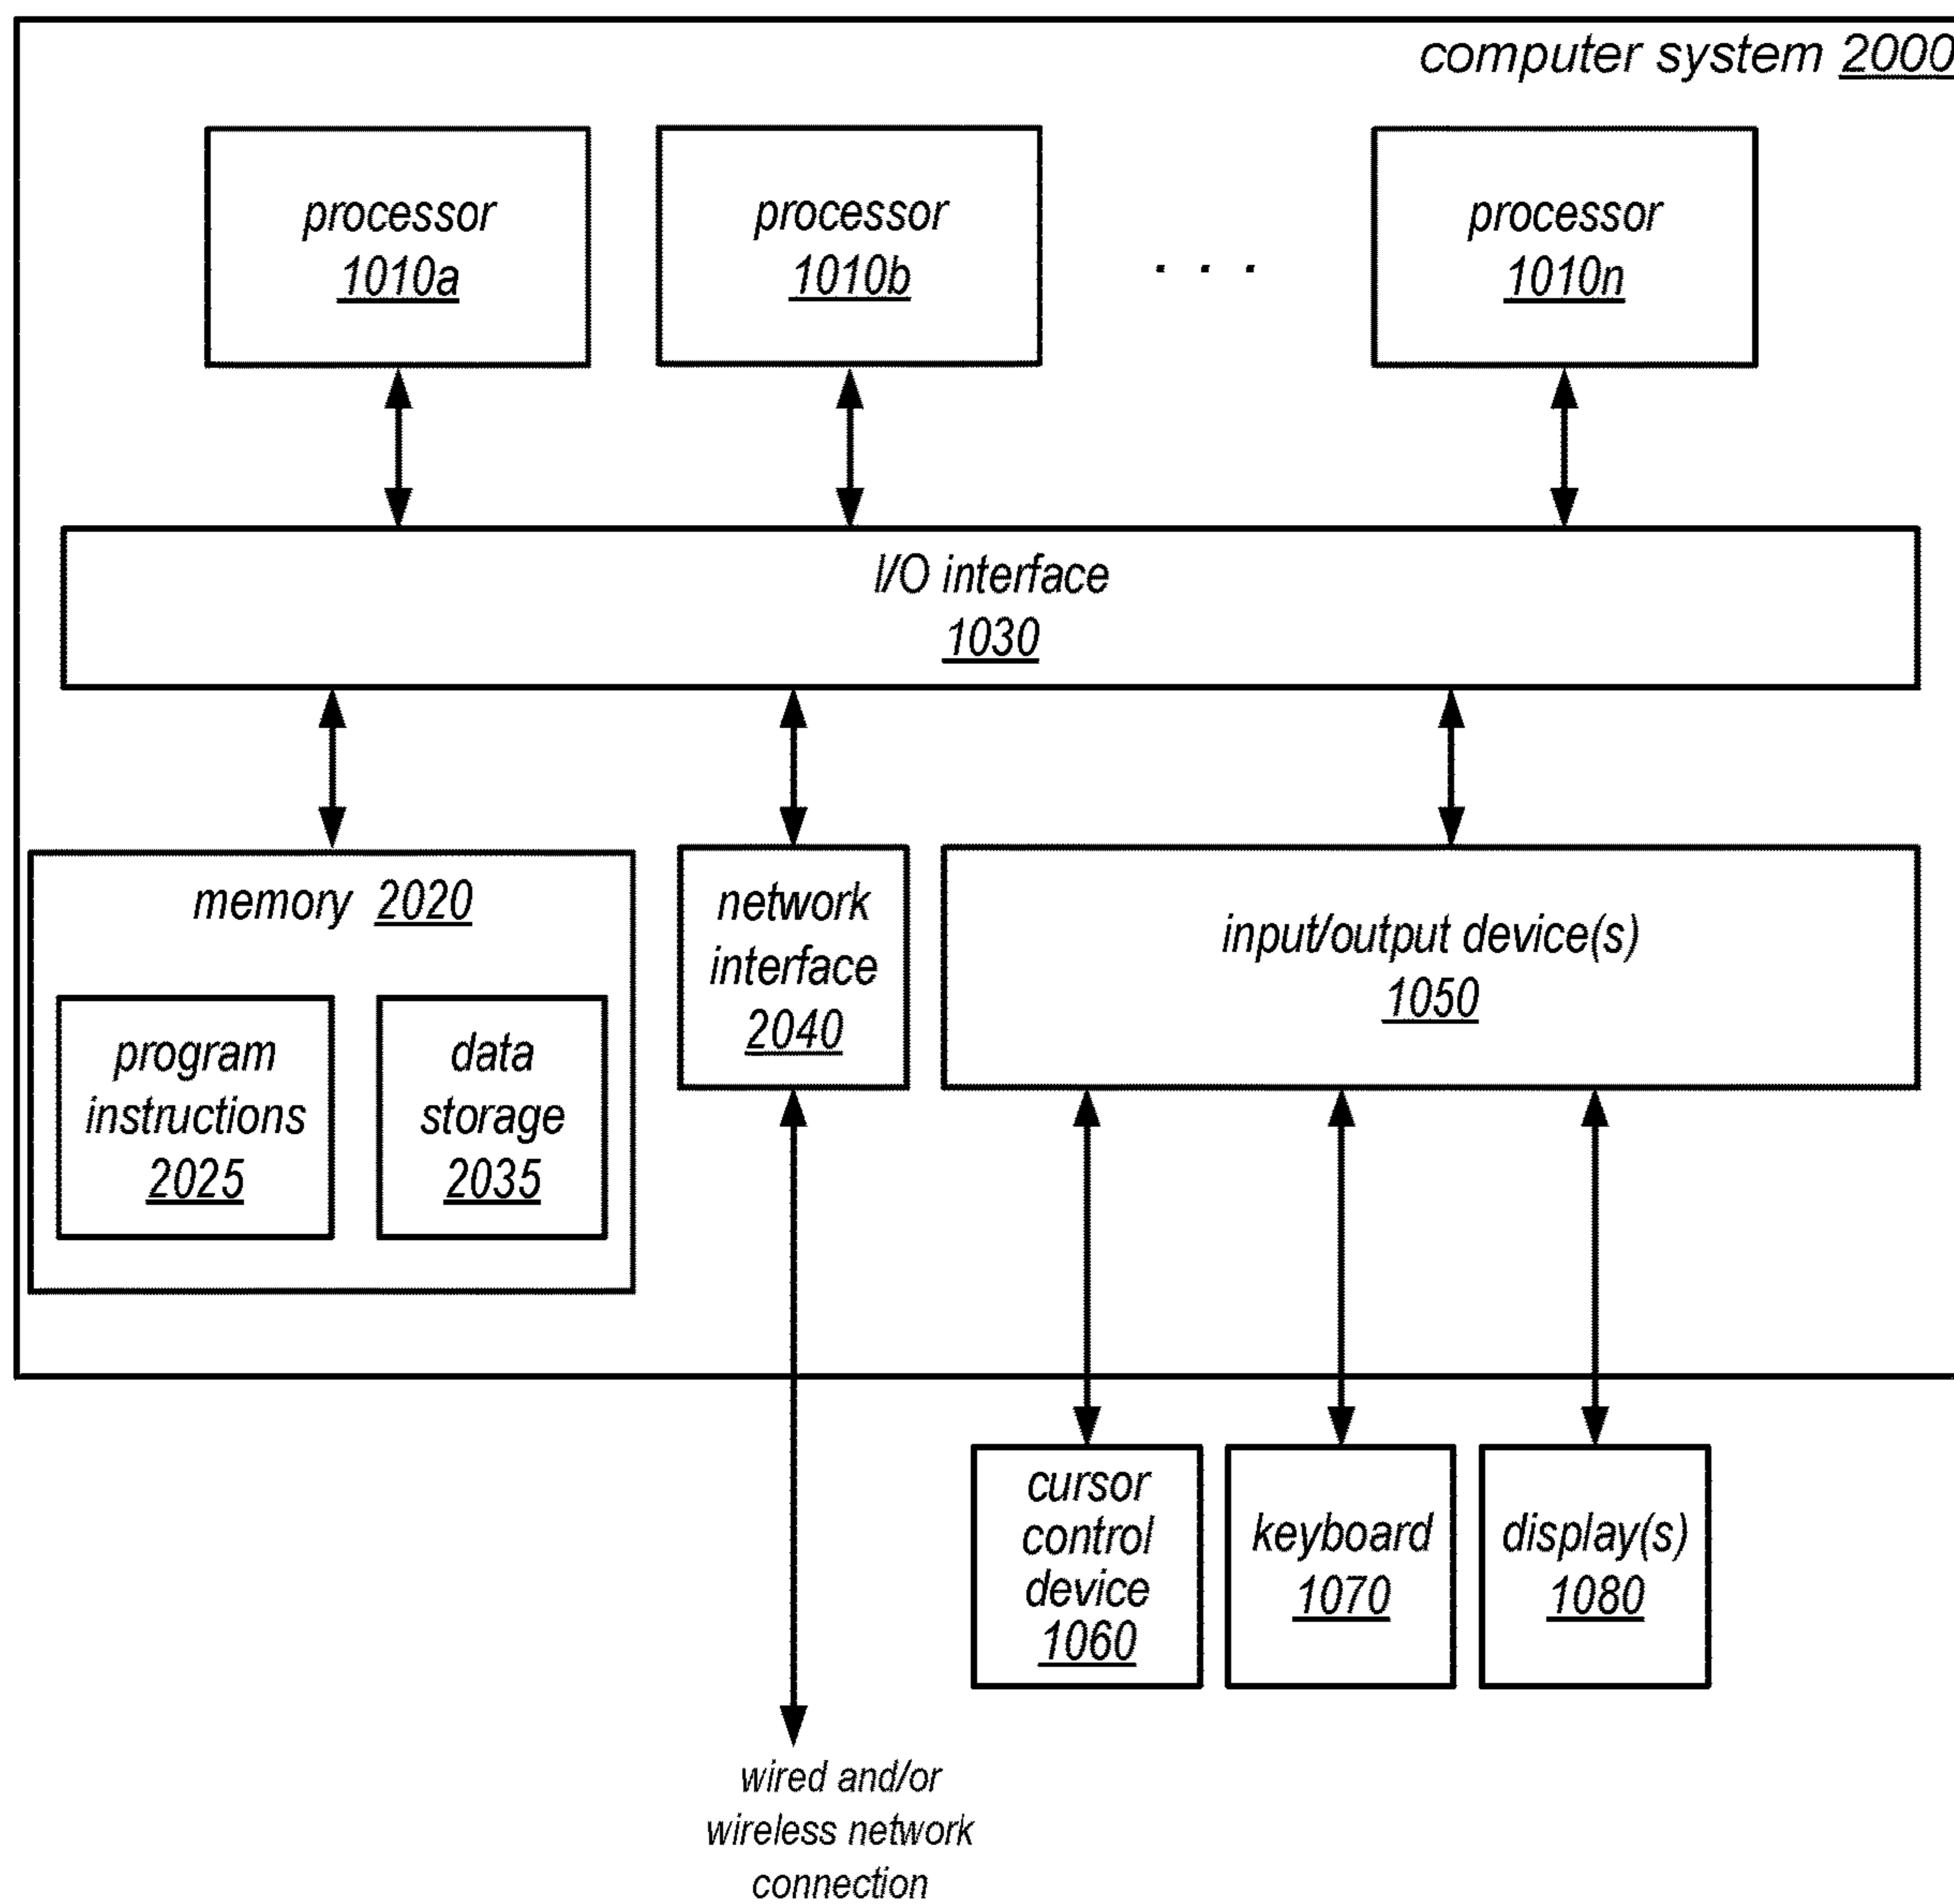 computer system 2000
processor
1010a
processor
1010b
. . .
processor
1010n
I/O interface
1030
memory 2020
program
instructions
2025
data
storage
2035
network
interface
2040
input/output device(s)
1050
cursor
control
device
1060
keyboard
1070
display(s)
1080
wired and/or
wireless network
connection